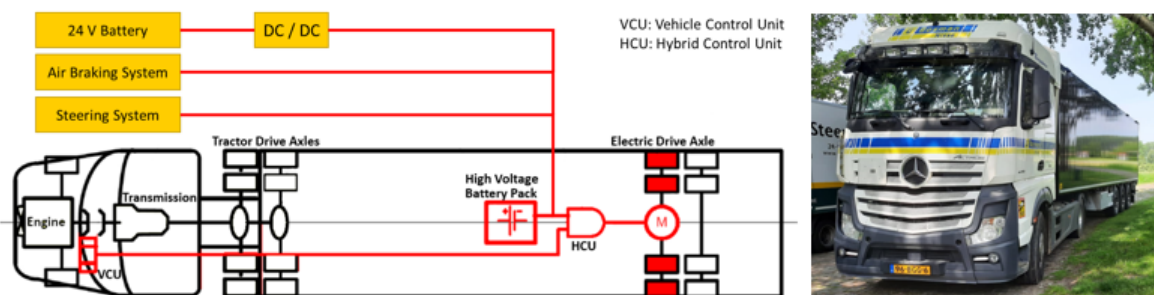 24 V Battery
DC / DC
VCU: Vehicle Control Unit
HCU: Hybrid Control Unit
Air Braking System
Steering System
Tractor Drive Axles
Electric Drive Axle
Transmission
High Voltage
Battery Pack
Engine
M
HCU
VCU
Stee